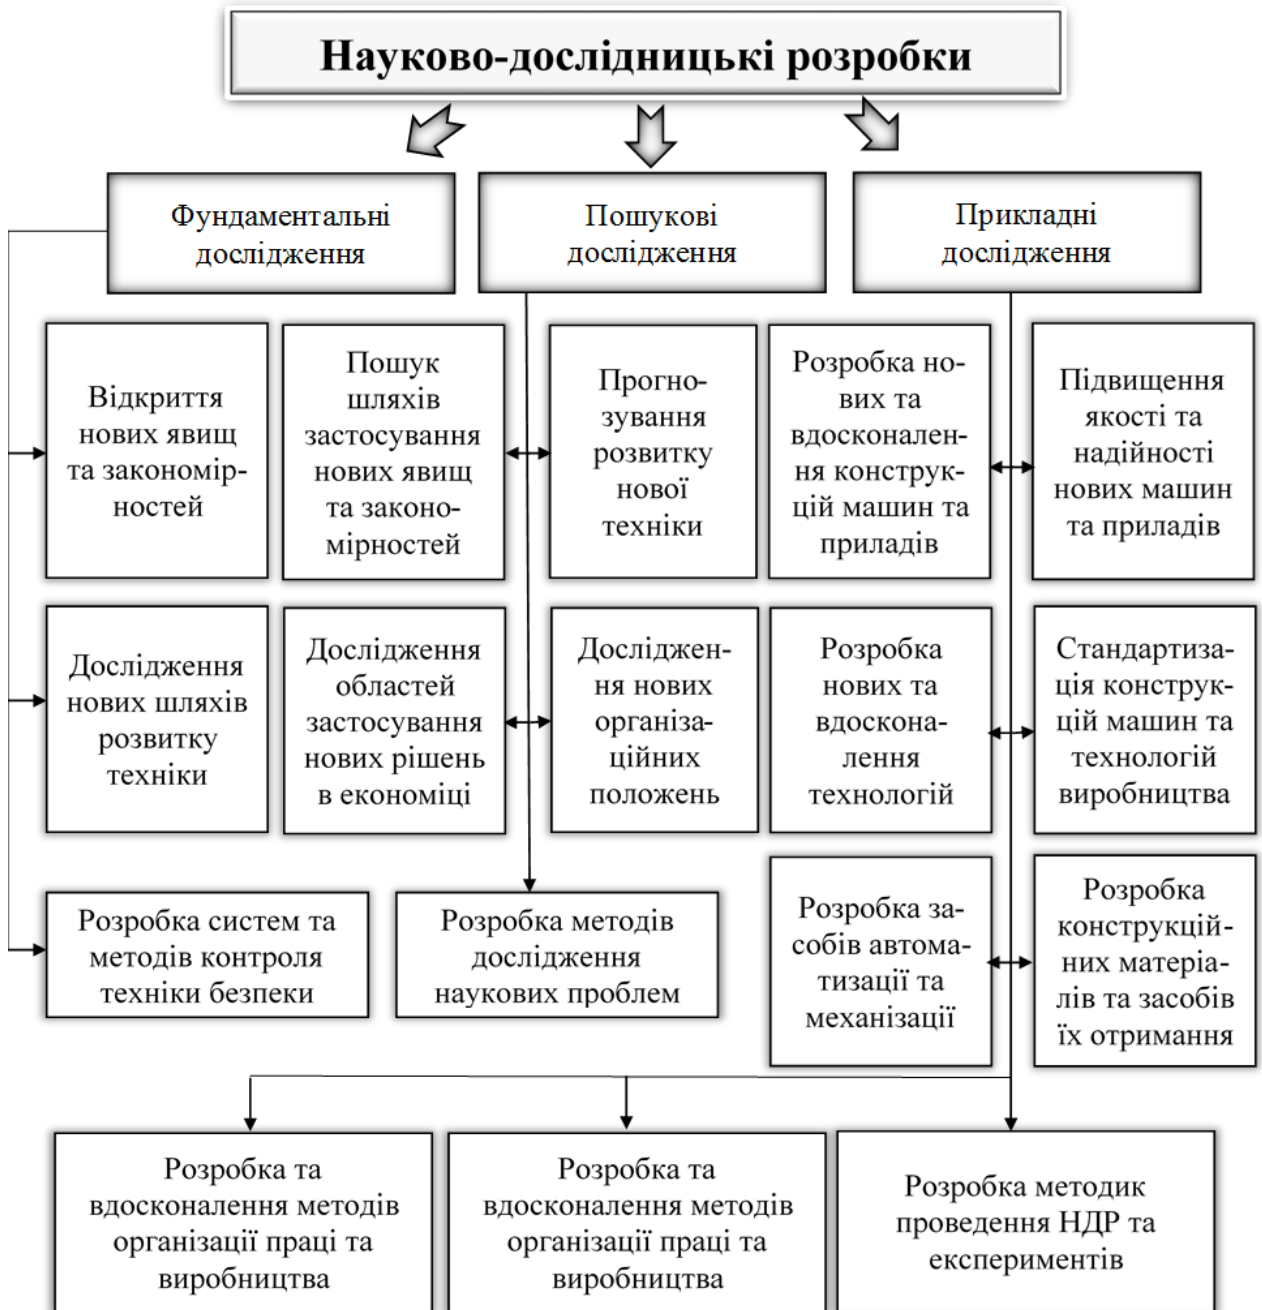 Науково-дослідницькі розробки
Фундаментальні
дослідження
Пошукові
дослідження
Прикладні
дослідження
Відкриття
нових явищ
та закономір-
ностей
Пошук
шляхів
застосування
нових явищ
та законо-
мірностей
Прогно-
зування
розвитку
нової
техніки
Розробка но-
вих та
вдосконален-
ня конструк-
цій машин та
приладів
Підвищення
якості та
надійності
нових машин
та приладів
Дослідження
нових шляхів
розвитку
техніки
Дослідження
областей
застосування
нових рішень
в економіці
Досліджен-
ня нових
організа-
ційних
положень
Розробка
нових та
вдоскона-
лення
технологій
Стандартиза-
ція конструк-
цій машин та
технологій
виробництва
Розробка систем та
методів контроля
техніки безпеки
Розробка методів
дослідження
наукових проблем
Розробка за-
собів автома-
тизації та
механізації
Розробка
конструкцій-
них матеріа-
лів та засобів
їх отримання
Розробка та
вдосконалення методів
організації праці та
виробництва
Розробка та
вдосконалення методів
організації праці та
виробництва
Розробка методик
проведення НДР та
експериментів